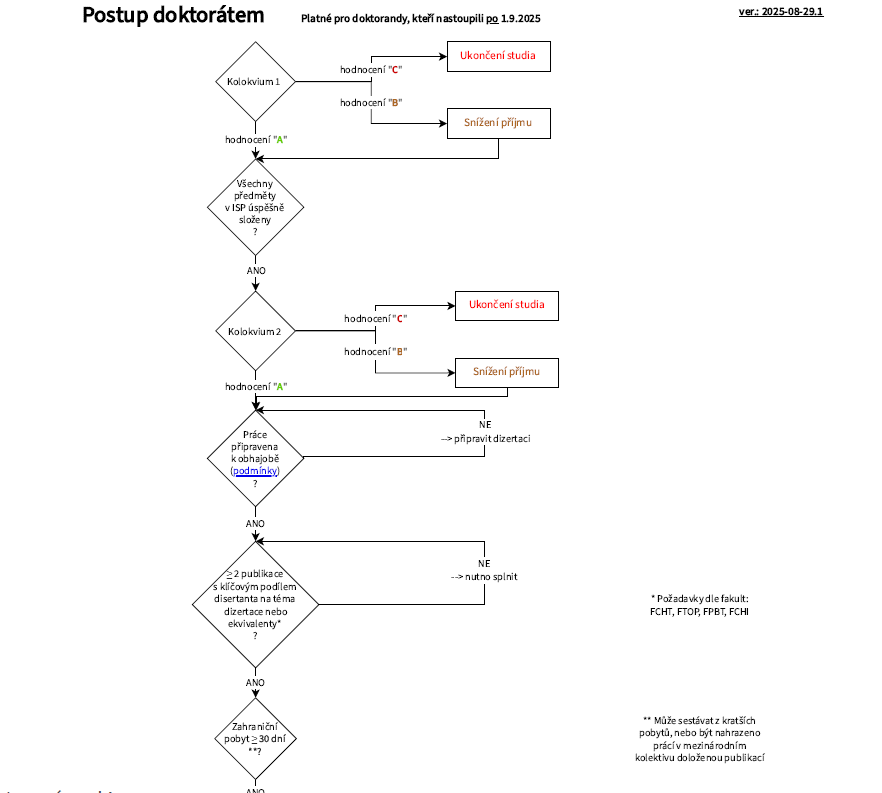 Postup doktorátem
Platné pro doktorandy, kteří nastoupili po 1.9.2025
ver.: 2025-08-29.1
Kolokvium 1
hodnocení "C"
Ukončení studia
hodnocení "B"
Snížení příjmu
hodnocení "A"
Všechny
předměty
v ISP úspěšně
složeny
?
ANO
Kolokvium 2
hodnocení "C"
Ukončení studia
hodnocení "B"
Snížení příjmu
hodnocení "A"
Práce
připravena
k obhajobě
(podmínky)
?
NE
--> připravit dizertaci
ANO
≥ 2 publikace
s klíčovým podílem
disertanta na téma
dizertace nebo
ekvivalenty*
?
NE
--> nutno splnit
* Požadavky dle fakult:
FCHT, FTOP, FPBT, FCHI
ANO
Zahraniční
pobyt ≥ 30 dní
**?
** Může sestávat z kratších
pobytů, nebo být nahrazeno
prácí v mezinárodním
kolektivu doloženou publikací
ANO